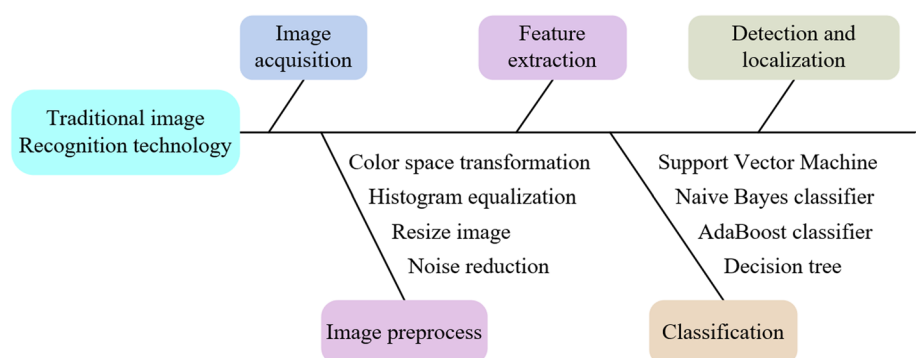 Image
acquisition
Feature
extraction
Detection and
localization
Traditional image
Recognition technology
Color space transformation
Histogram equalization
Resize image
Noise reduction
Support Vector Machine
Naive Bayes classifier
AdaBoost classifier
Decision tree
Image preprocess
Classification